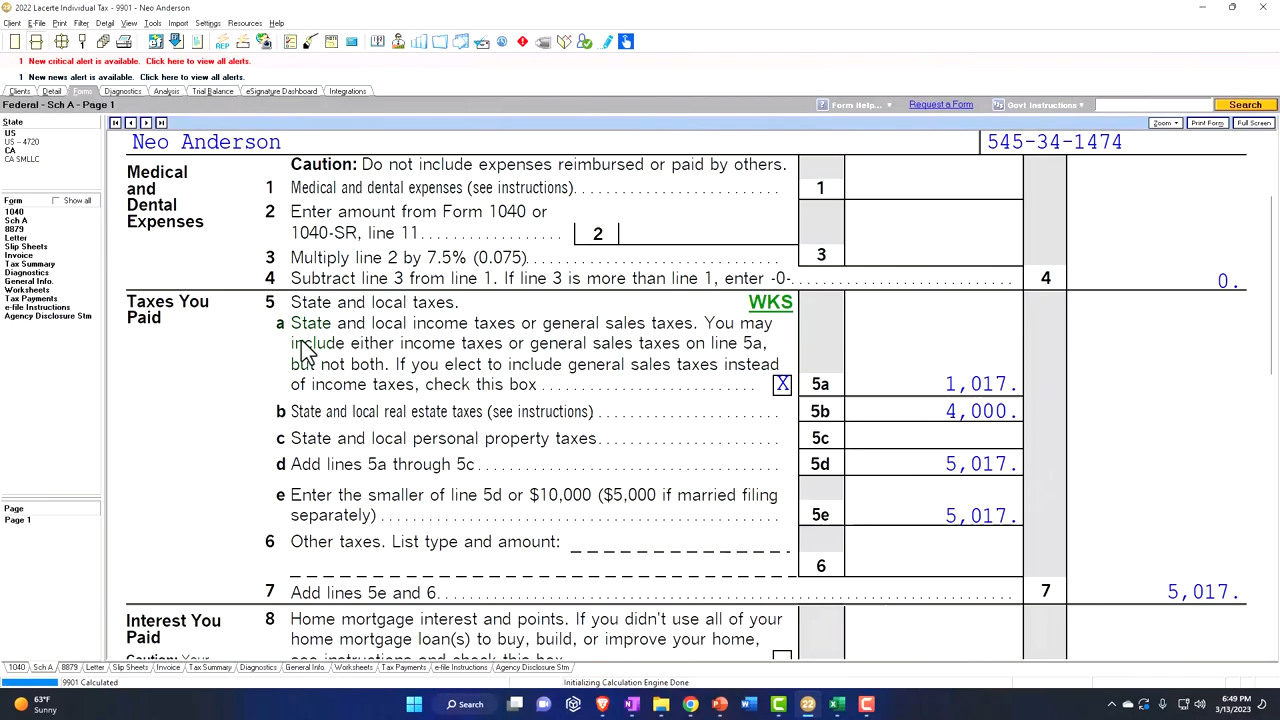 2022 Lacerte Individual Tax - 9901 - Neo Anderson
Client E-File Print Filter Detail View Tools Import Settings Resources Help
REP
1 New critical alert is available. Click here to view all alerts.
1 New news alert is available. Click here to view all alerts.
Clients Detail Forms Diagnostics Analysis Trial Balance eSignature Dashboard Integrations
Federal - Sch A - Page 1
? Form Help... Request a Form Govt Instructions Search
State
US
US - 4720
CA
CA SMLLC
Form Show all
1040
Sch A
8879
Letter
Slip Sheets
Invoice
Tax Summary
Diagnostics
General Info.
Worksheets
Tax Payments
e-file Instructions
Agency Disclosure Stm
Page
Page 1
Zoom Print Form Full Screen
Neo Anderson 545-34-1474
Medical and Dental Expenses
Caution: Do not include expenses reimbursed or paid by others.
1 Medical and dental expenses (see instructions) 1
2 Enter amount from Form 1040 or
1040-SR, line 11 2
3 Multiply line 2 by 7.5% (0.075) 3
4 Subtract line 3 from line 1. If line 3 is more than line 1, enter -0- 4 0.
Taxes You Paid
5 State and local taxes. WKS
a State and local income taxes or general sales taxes. You may
include either income taxes or general sales taxes on line 5a,
but not both. If you elect to include general sales taxes instead
of income taxes, check this box X 5a 1,017.
b State and local real estate taxes (see instructions) 5b 4,000.
c State and local personal property taxes 5c
d Add lines 5a through 5c 5d 5,017.
e Enter the smaller of line 5d or $10,000 ($5,000 if married filing
separately) 5e 5,017.
6 Other taxes. List type and amount:
6
7 Add lines 5e and 6 7 5,017.
Interest You Paid
8 Home mortgage interest and points. If you didn't use all of your
home mortgage loan(s) to buy, build, or improve your home,
see instructions and check this box
Caution: Your
1040 Sch A 8879 Letter Slip Sheets Invoice Tax Summary Diagnostics General Info. Worksheets Tax Payments e-file Instructions Agency Disclosure Stm
9901 Calculated Initializing Calculation Engine Done
63°F
Sunny
Search
22
6:49 PM
3/13/2023